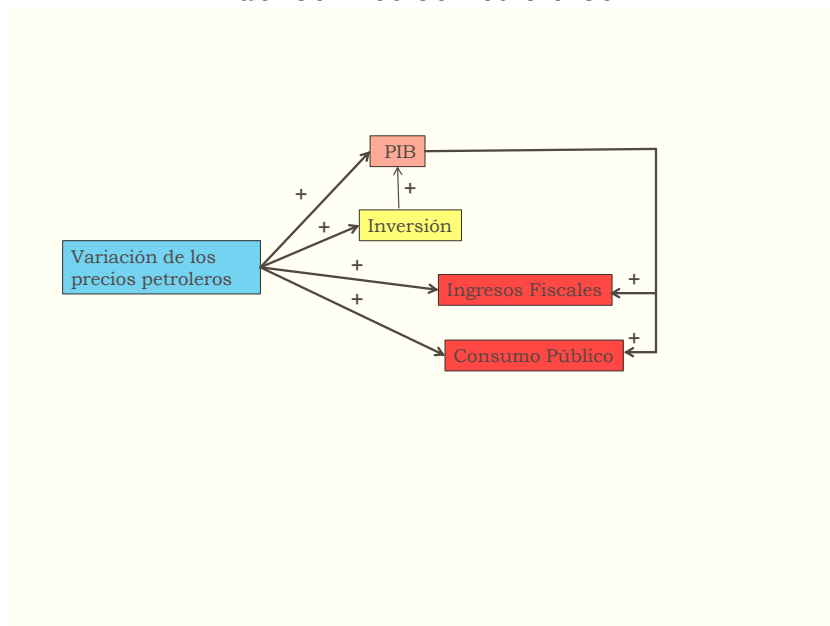 PIB
+
+
Inversión
+
Variación de los
precios petroleros
+
Ingresos Fiscales
+
+
Consumo Público
+